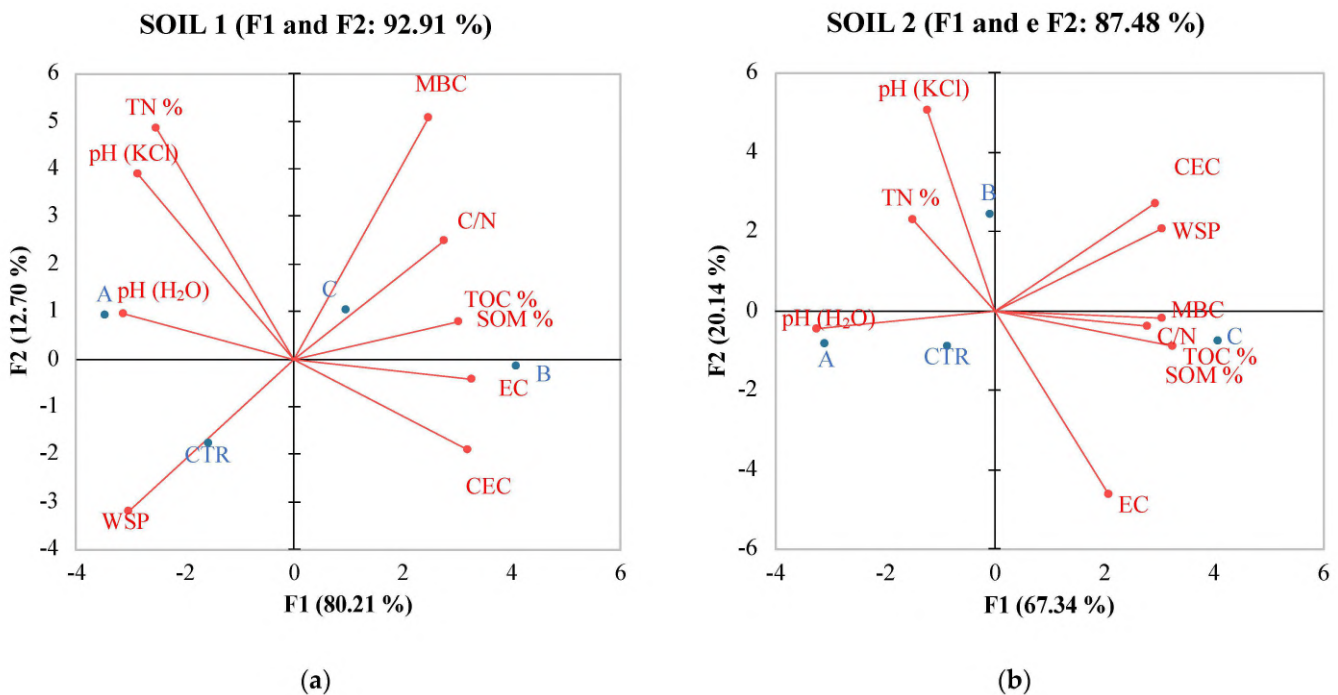 SOIL 1 (F1 and F2: 92.91 %)
6
5
4
3
2
1
0
-1
-2
-3
-4
-4
-2
0
2
4
6
F2 (12.70 %)
F1 (80.21 %)
MBC
TN %
pH (KCl)
C/N
A
pH (H₂O)
C
TOC %
SOM %
EC
B
CTR
CEC
WSP
(a)
SOIL 2 (F1 and e F2: 87.48 %)
6
4
2
0
-2
-4
-6
-4
-2
0
2
4
6
F2 (20.14 %)
F1 (67.34 %)
pH (KCl)
CEC
TN %
B
WSP
pH (H₂O)
MBC
C/N
C
A
CTR
TOC %
SOM %
EC
(b)